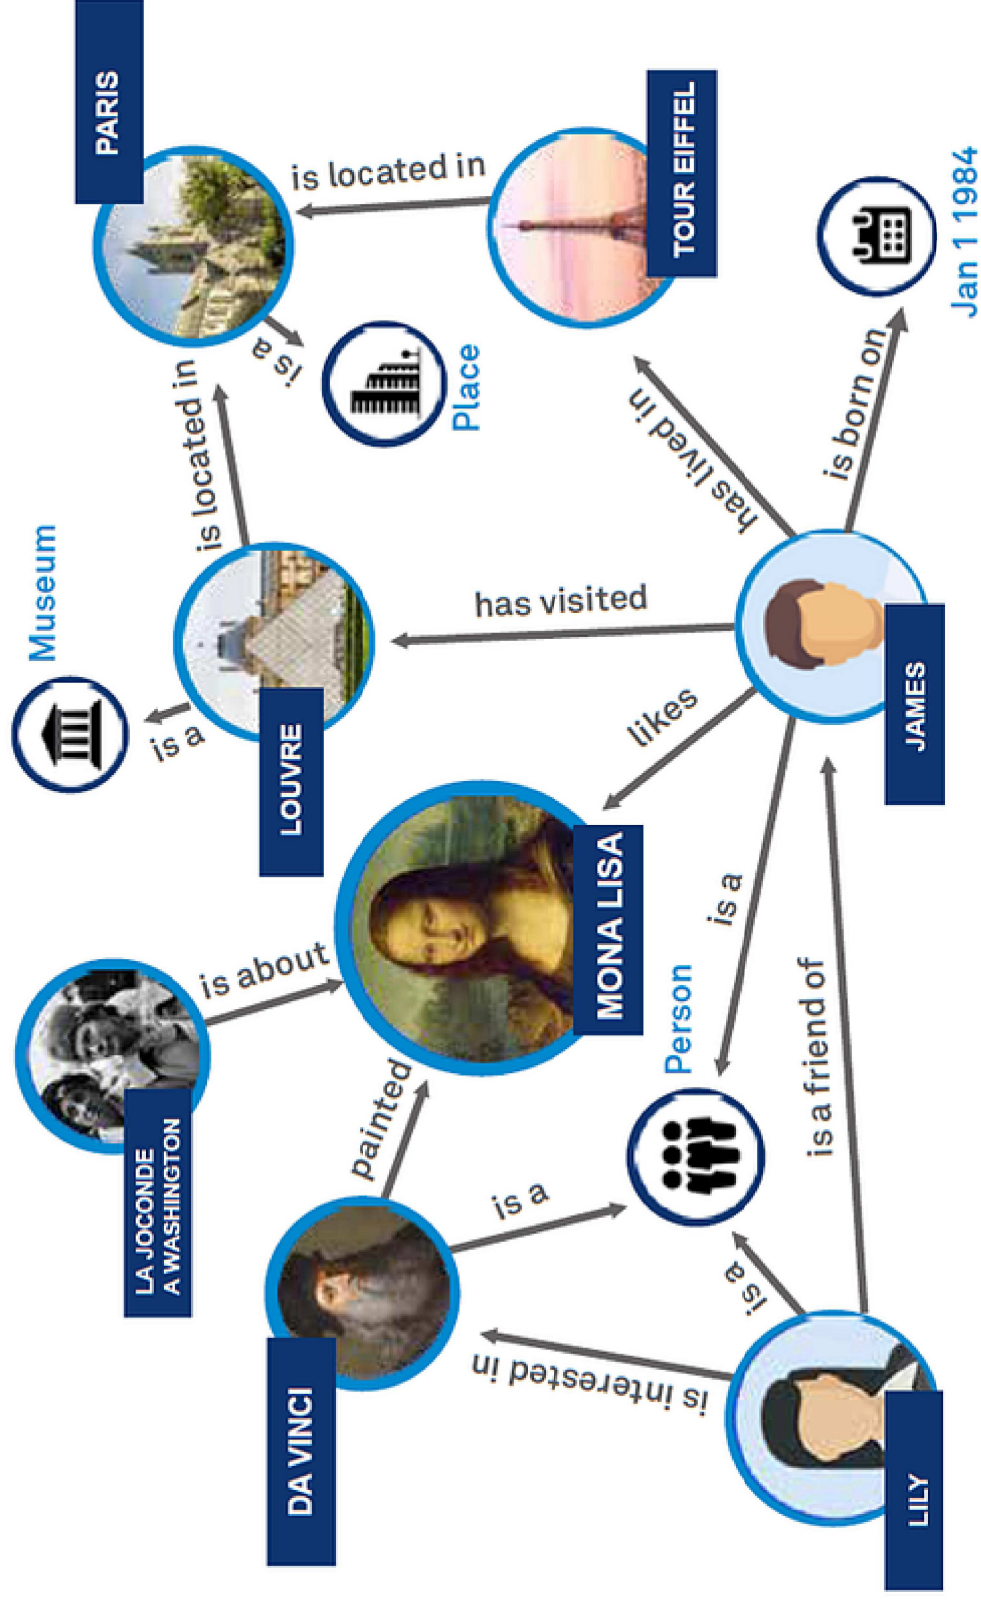 LA JOCONDE
A WASHINGTON
is about
Museum
is a
LOUVRE
is located in
PARIS
is a
Place
is located in
TOUR EIFFEL
DA VINCI
painted
MONA LISA
is a
Person
is interested in
is a
LILY
is a friend of
is a
likes
has visited
JAMES
has lived in
is born on
Jan 1 1984